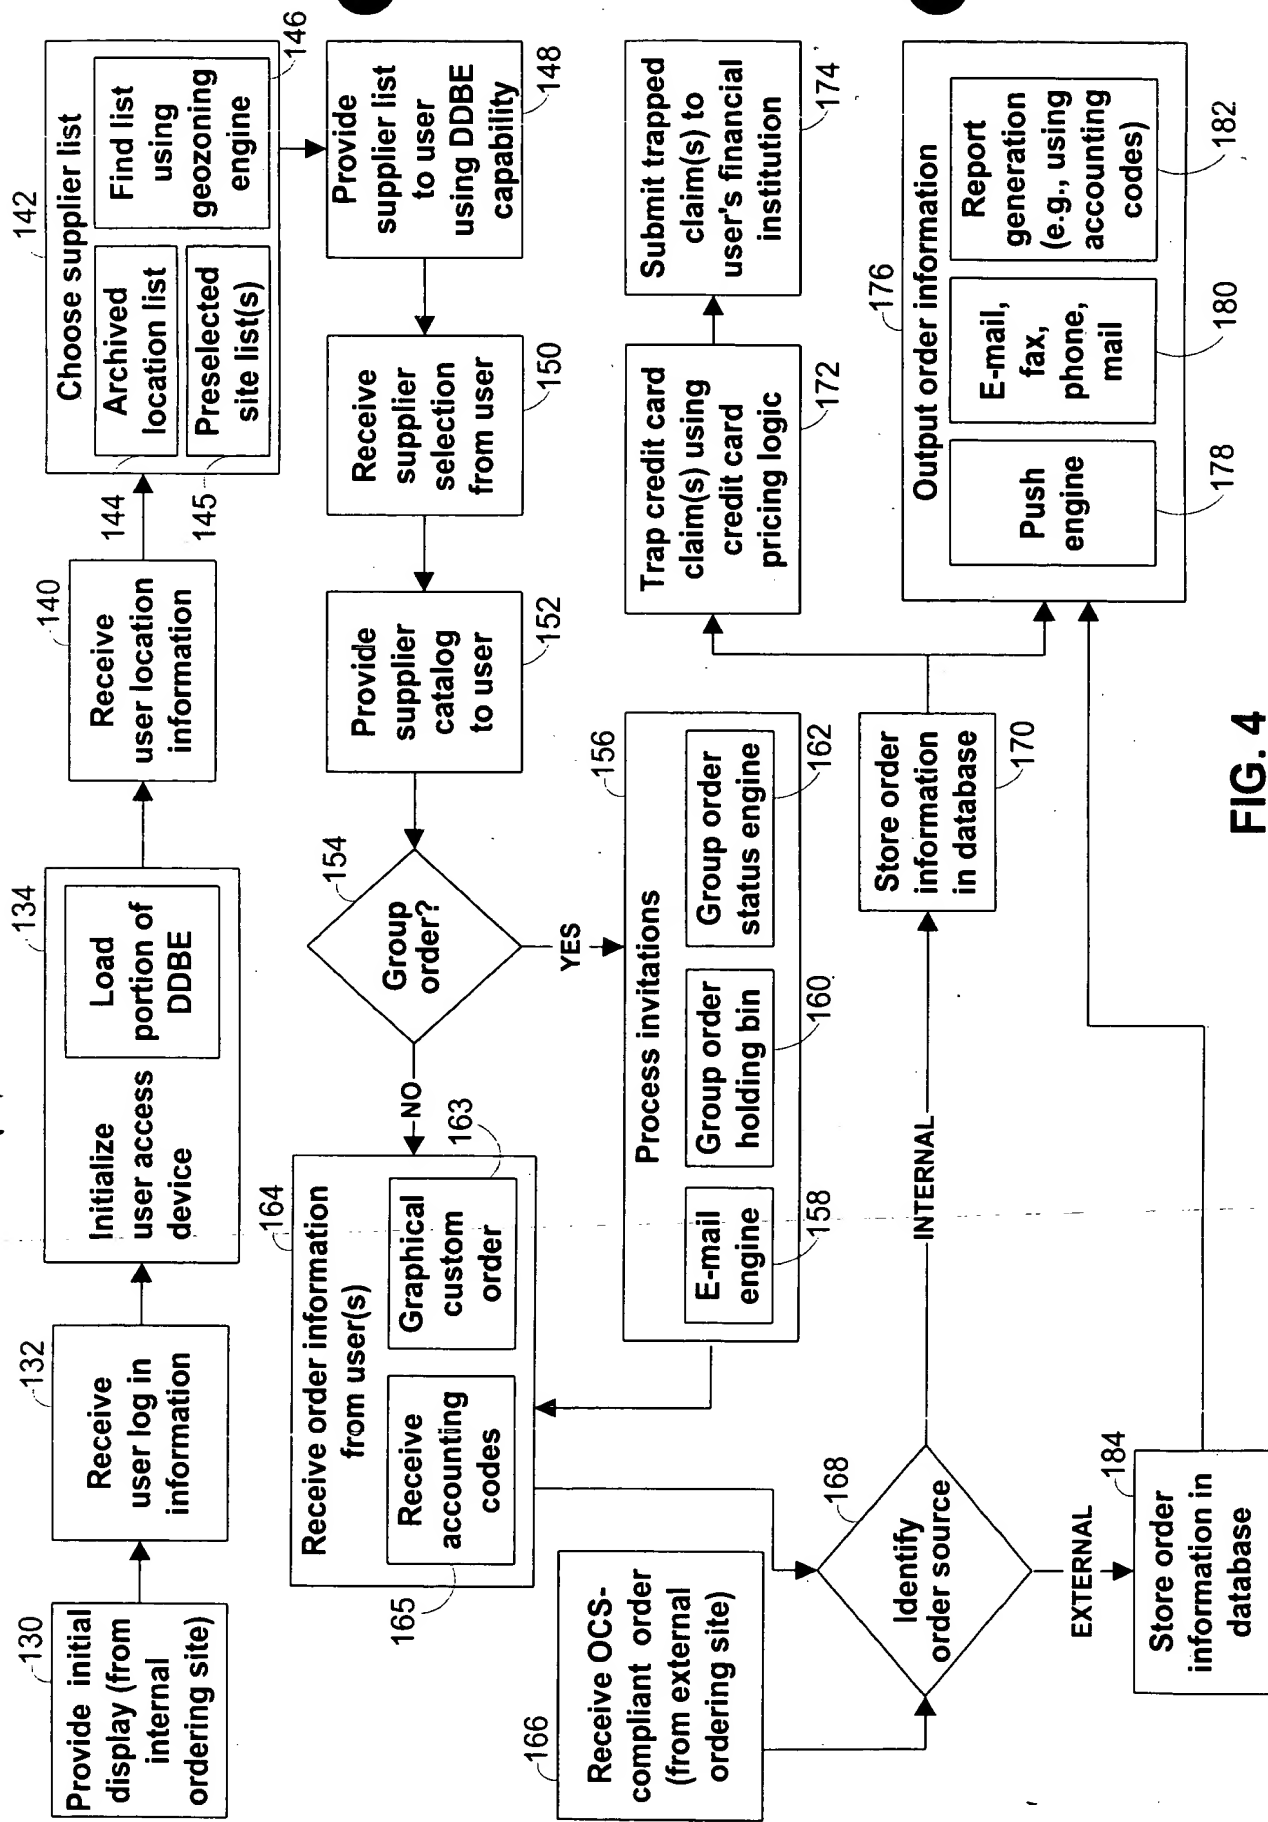 130
Provide initial
display (from
internal
ordering site)
132
Receive
user log in
information
134
Initialize
user access
device
Load
portion of
DDBE
140
Receive
user location
information
142
Choose supplier list
144
Archived
location list
145
Preselected
site list(s)
146
Find list
using
geozoning
engine
148
Provide
supplier list
to user
using DDBE
capability
150
Receive
supplier
selection
from user
152
Provide
supplier
catalog
to user
154
Group
order?
NO
YES
164
Receive order information
from user(s)
163
Graphical
custom
order
165
Receive
accounting
codes
156
Process invitations
E-mail
engine
158
Group order
holding bin
160
Group order
status engine
162
166
Receive OCS-
compliant order
(from external
ordering site)
168
Identify
order source
INTERNAL
EXTERNAL
Store order
information
in database
170
Trap credit card
claim(s) using
credit card
pricing logic
172
Submit trapped
claim(s) to
user's financial
institution
174
176
Output order information
Push
engine
178
E-mail,
fax,
phone,
mail
180
Report
generation
(e.g., using
accounting
codes)
182
184
Store order
information in
database
FIG. 4